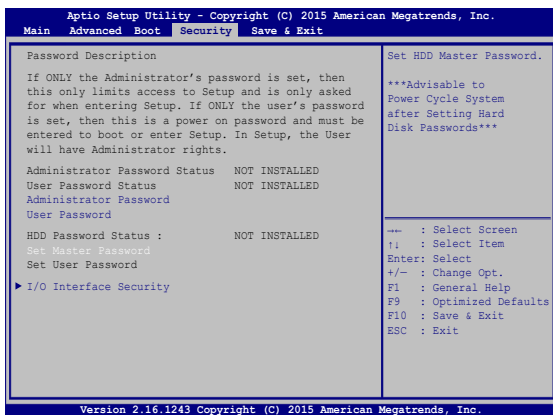 Aptio Setup Utility - Copyright (C) 2015 American Megatrends, Inc.
Main Advanced Boot Security Save & Exit
Password Description
If ONLY the Administrator's password is set, then
this only limits access to Setup and is only asked
for when entering Setup. If ONLY the user's password
is set, then this is a power on password and must be
entered to boot or enter Setup. In Setup, the User
will have Administrator rights.
Administrator Password Status NOT INSTALLED
User Password Status NOT INSTALLED
Administrator Password
User Password
HDD Password Status : NOT INSTALLED
Set Master Password
Set User Password
I/O Interface Security
Set HDD Master Password.
***Advisable to
Power Cycle System
after Setting Hard
Disk Passwords***
→← : Select Screen
↑↓ : Select Item
Enter: Select
+/— : Change Opt.
F1 : General Help
F9 : Optimized Defaults
F10 : Save & Exit
ESC : Exit
Version 2.16.1243 Copyright (C) 2015 American Megatrends, Inc.